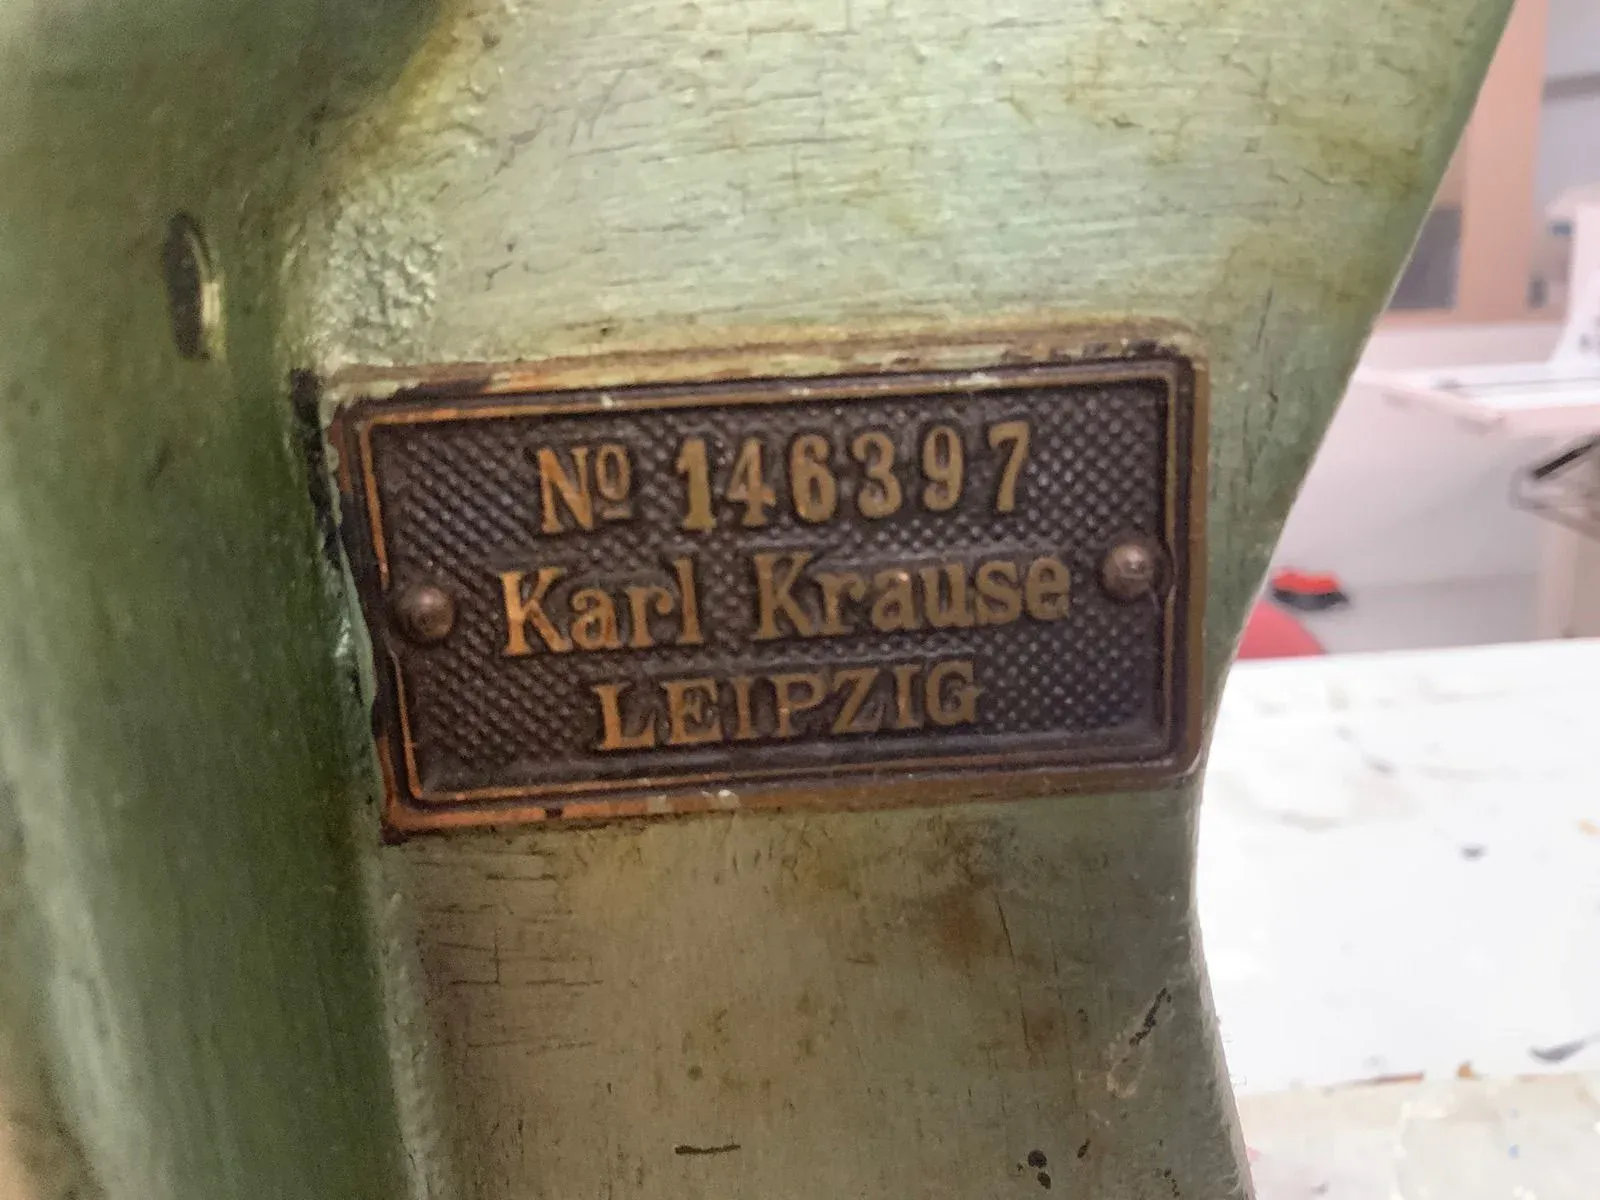 Nº 146397
Karl Krause
LEIPZIG